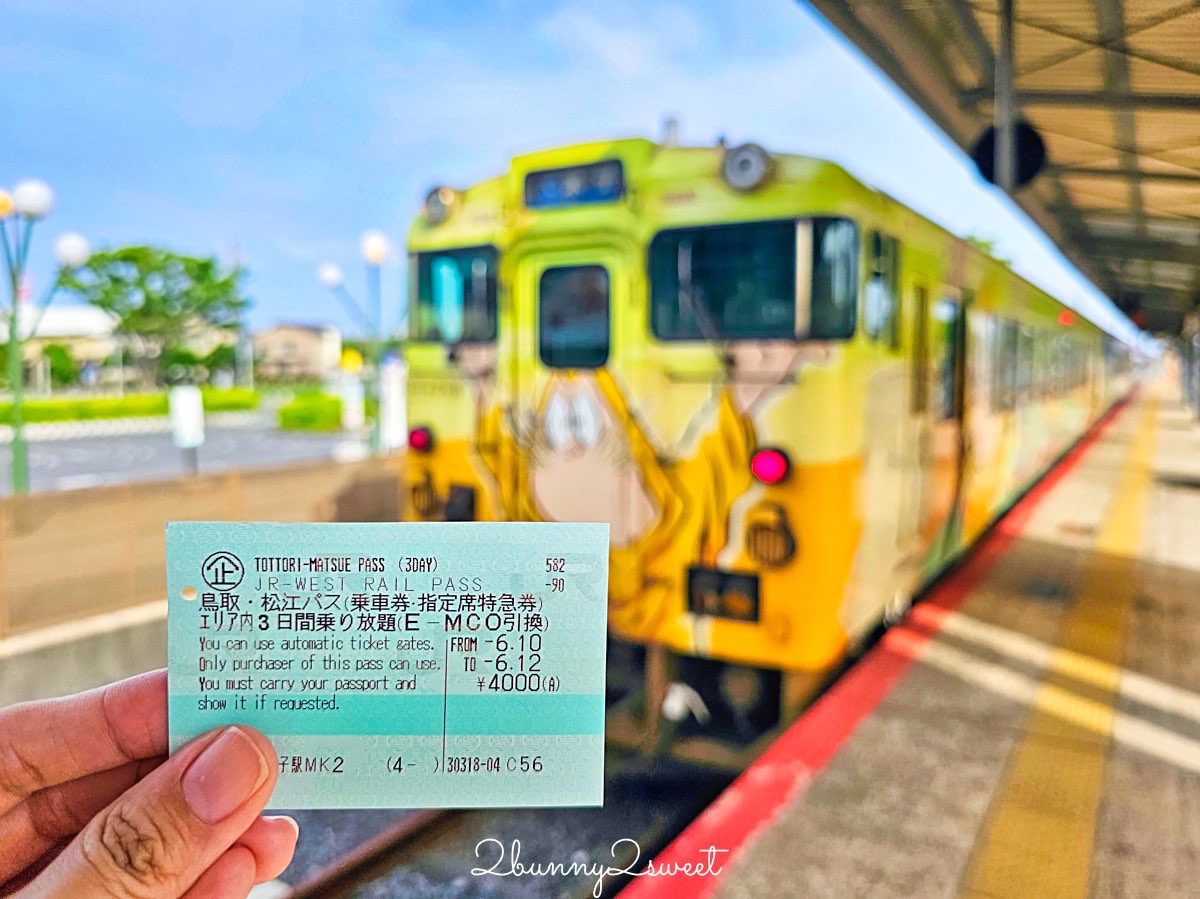 企 TOTTORI-MATSUE PASS (3DAY) 582
JR-WEST RAIL PASS -90
鳥取・松江パス(乗車券・指定席特急券)
エリア内3日間乗り放題(E-MCO引換)
You can use automatic ticket gates. FROM -6.10
Only purchaser of this pass can use. TO -6.12
You must carry your passport and ¥4000(A)
show it if requested.
子駅MK2 (4- ) 30318-04 C56
2bunny2sweet